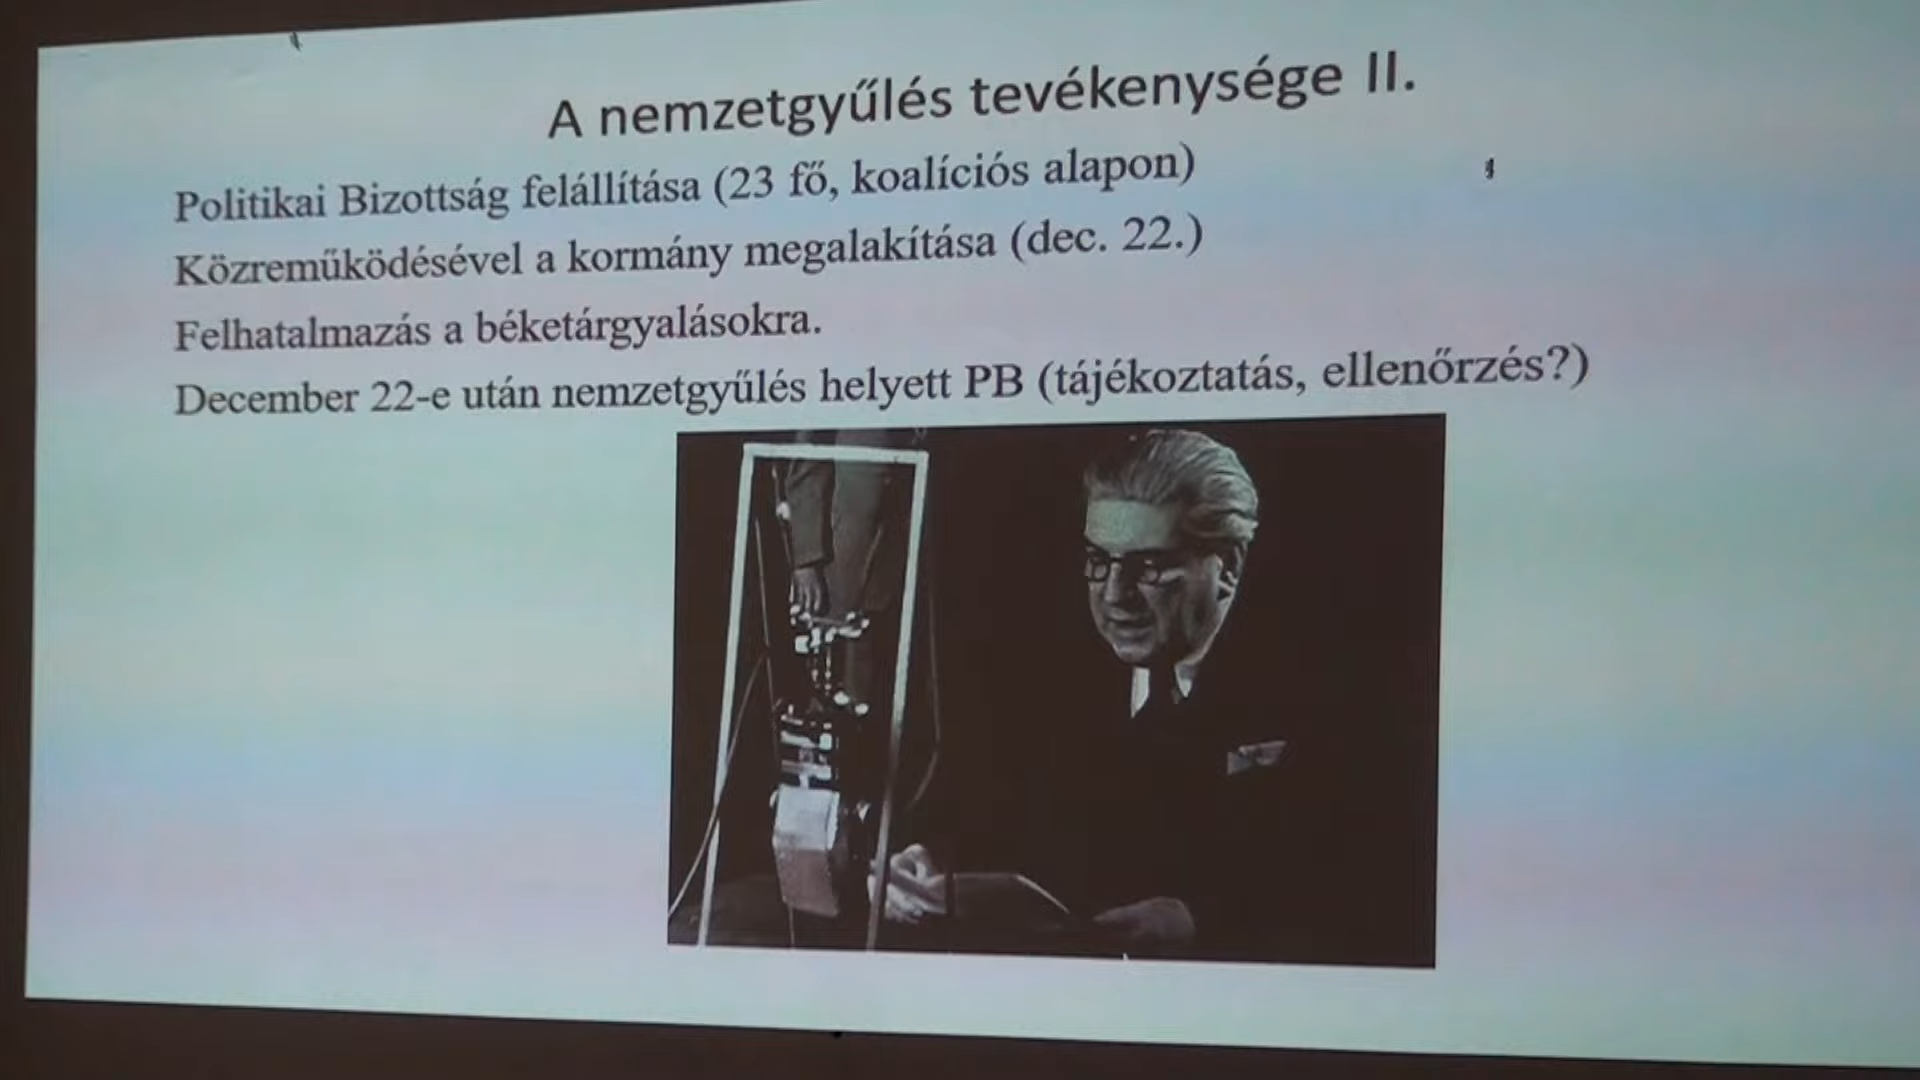 A nemzetgyűlés tevékenysége II.
Politikai Bizottság felállítása (23 fő, koalíciós alapon)
Közreműködésével a kormány megalakítása (dec. 22.)
Felhatalmazás a béketárgyalásokra.
December 22-e után nemzetgyűlés helyett PB (tájékoztatás, ellenőrzés?)